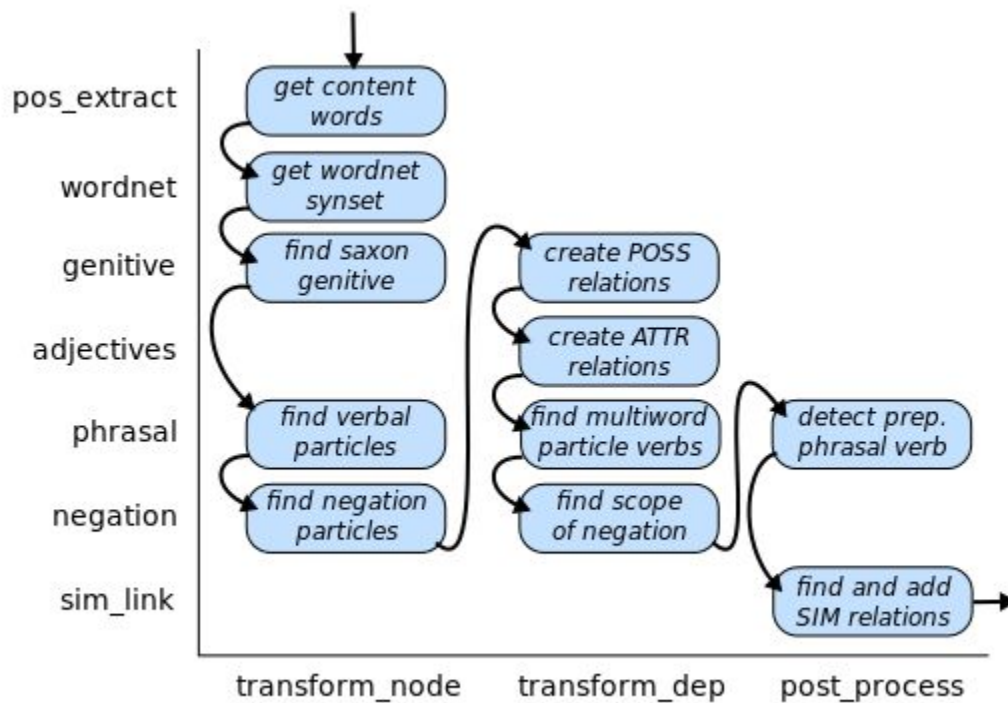 pos_extract
get content
words
wordnet
get wordnet
synset
genitive
find saxon
genitive
create POSS
relations
adjectives
create ATTR
relations
phrasal
find verbal
particles
find multiword
particle verbs
detect prep.
phrasal verb
negation
find negation
particles
find scope
of negation
sim_link
find and add
SIM relations
transform_node
transform_dep
post_process